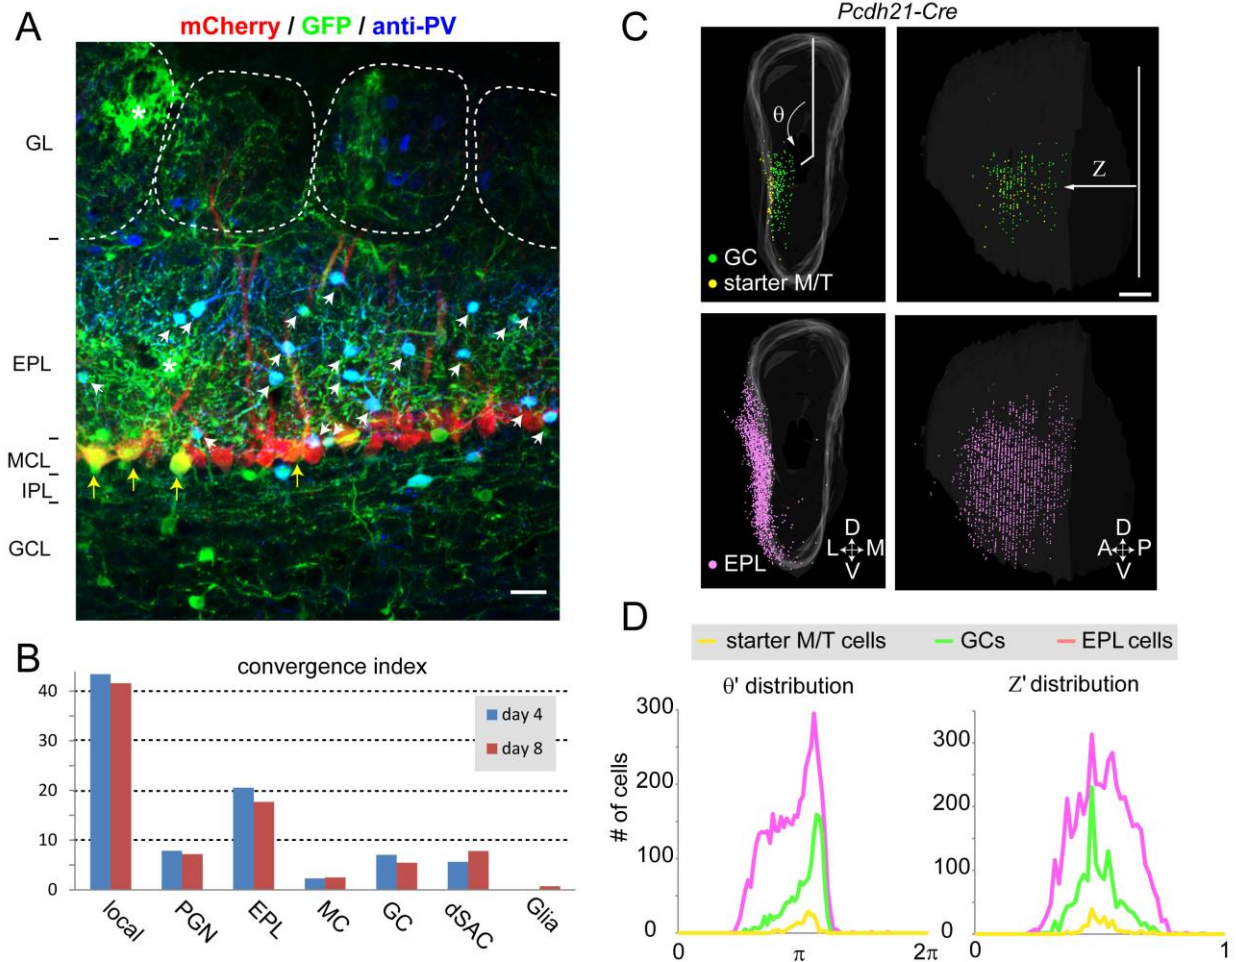 A
mCherry / GFP / anti-PV
*
GL
EPL
*
MCL
IPL
GCL
B
convergence index
40
30
20
10
0
day 4
day 8
local
PGN
EPL
MC
GC
dSAC
Glia
C
Pcdh21-Cre
θ
GC
starter M/T
Z
EPL
D
L M
V
D
A P
V
D
starter M/T cells GCs EPL cells
θ' distribution
# of cells
300
200
100
0
0 π 2π
Z' distribution
300
200
100
0
0 1